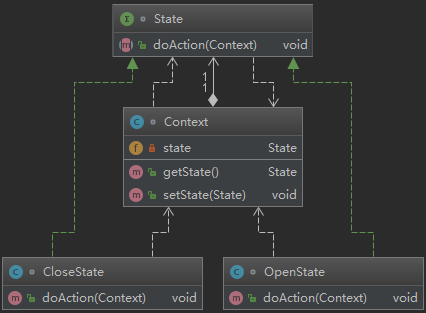 State
doAction(Context) void
1
1
Context
state State
getState() State
setState(State) void
CloseState
doAction(Context) void
OpenState
doAction(Context) void